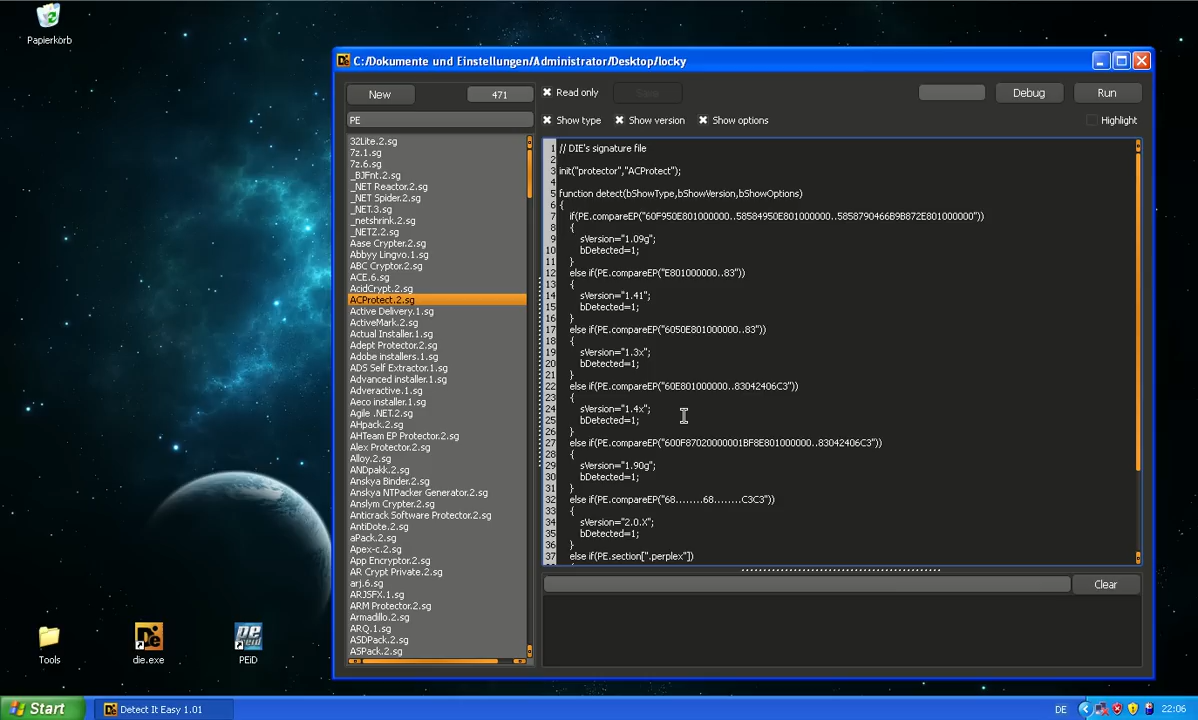 Papierkorb
C:/Dokumente und Einstellungen/Administrator/Desktop/locky
New
471
Read only
Debug
Run
PE
Show type
Show version
Show options
Highlight
32Lite.2.sg
7z.1.sg
7z.6.sg
_BJFnt.2.sg
_NET Reactor.2.sg
_NET Spider.2.sg
_NET.3.sg
_netshrink.2.sg
_NETZ.2.sg
Aase Crypter.2.sg
Abbyy Lingvo.1.sg
ABC Cryptor.2.sg
ACE.6.sg
AcidCrypt.2.sg
ACProtect.2.sg
Active Delivery.1.sg
ActiveMark.2.sg
Actual Installer.1.sg
Adept Protector.2.sg
Adobe installers.1.sg
ADS Self Extractor.1.sg
Advanced installer.1.sg
Adveractive.1.sg
Aeco installer.1.sg
Agile .NET.2.sg
AHpack.2.sg
AHTeam EP Protector.2.sg
Alex Protector.2.sg
Alloy.2.sg
ANDpakk.2.sg
Anskya Binder.2.sg
Anskya NTPacker Generator.2.sg
Anslym Crypter.2.sg
Anticrack Software Protector.2.sg
AntiDote.2.sg
aPack.2.sg
Apex-c.2.sg
App Encryptor.2.sg
AR Crypt Private.2.sg
arj.6.sg
ARJSFX.1.sg
ARM Protector.2.sg
Armadillo.2.sg
ARQ.1.sg
ASDPack.2.sg
ASPack.2.sg
1 // DIE's signature file
2
3 init("protector","ACProtect");
4
5 function detect(bShowType,bShowVersion,bShowOptions)
6 {
7 if(PE.compareEP("60F950E801000000..58584950E801000000..5858790466B9B872E801000000"))
8 {
9 sVersion="1.09g";
10 bDetected=1;
11 }
12 else if(PE.compareEP("E801000000..83"))
13 {
14 sVersion="1.41";
15 bDetected=1;
16 }
17 else if(PE.compareEP("6050E801000000..83"))
18 {
19 sVersion="1.3x";
20 bDetected=1;
21 }
22 else if(PE.compareEP("60E801000000..83042406C3"))
23 {
24 sVersion="1.4x";
25 bDetected=1;
26 }
27 else if(PE.compareEP("600F87020000001BF8E801000000..83042406C3"))
28 {
29 sVersion="1.90g";
30 bDetected=1;
31 }
32 else if(PE.compareEP("68........68........C3C3"))
33 {
34 sVersion="2.0.X";
35 bDetected=1;
36 }
37 else if(PE.section[".perplex"])
Clear
Tools
die.exe
PEiD
Start
Detect It Easy 1.01
DE
22:06